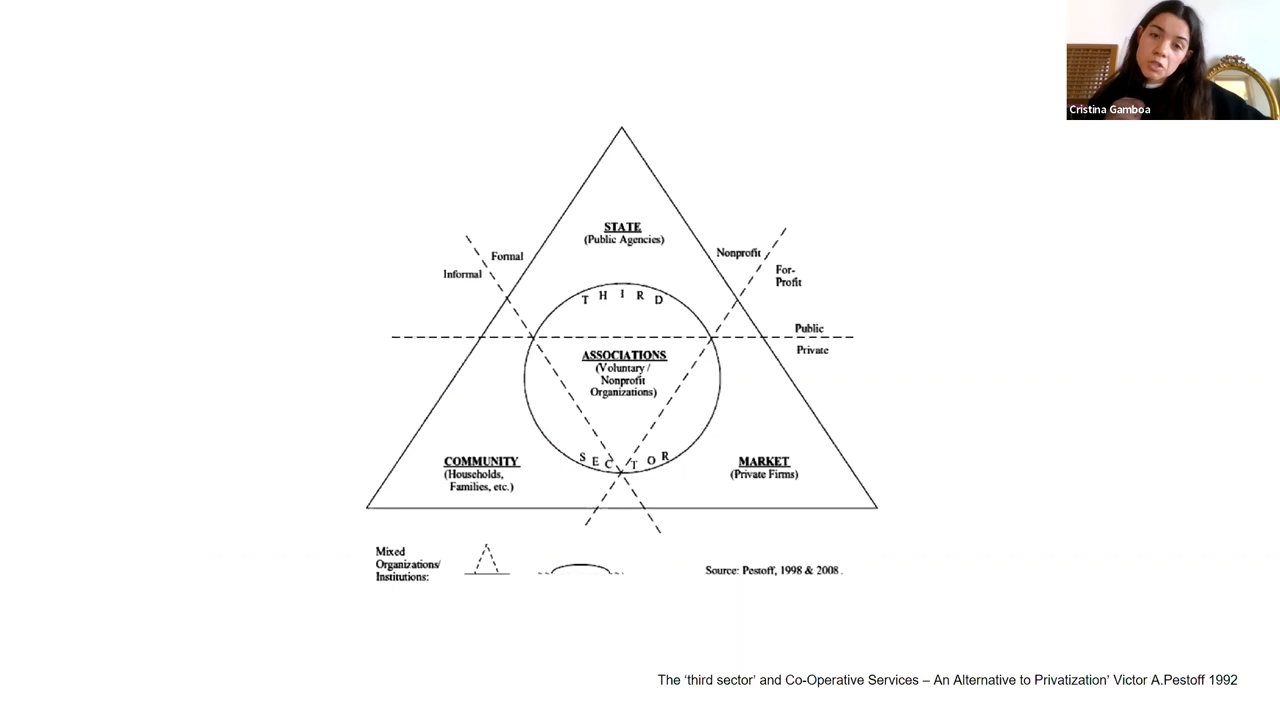 Cristina Gamboa
STATE
(Public Agencies)
Formal
Informal
Nonprofit
For-
Profit
THIRD
Public
Private
ASSOCIATIONS
(Voluntary /
Nonprofit
Organizations)
SECTOR
COMMUNITY
(Households,
Families, etc.)
MARKET
(Private Firms)
Mixed
Organizations/
Institutions:
Source: Pestoff, 1998 & 2008.
The ‘third sector’ and Co-Operative Services – An Alternative to Privatization’ Victor A.Pestoff 1992